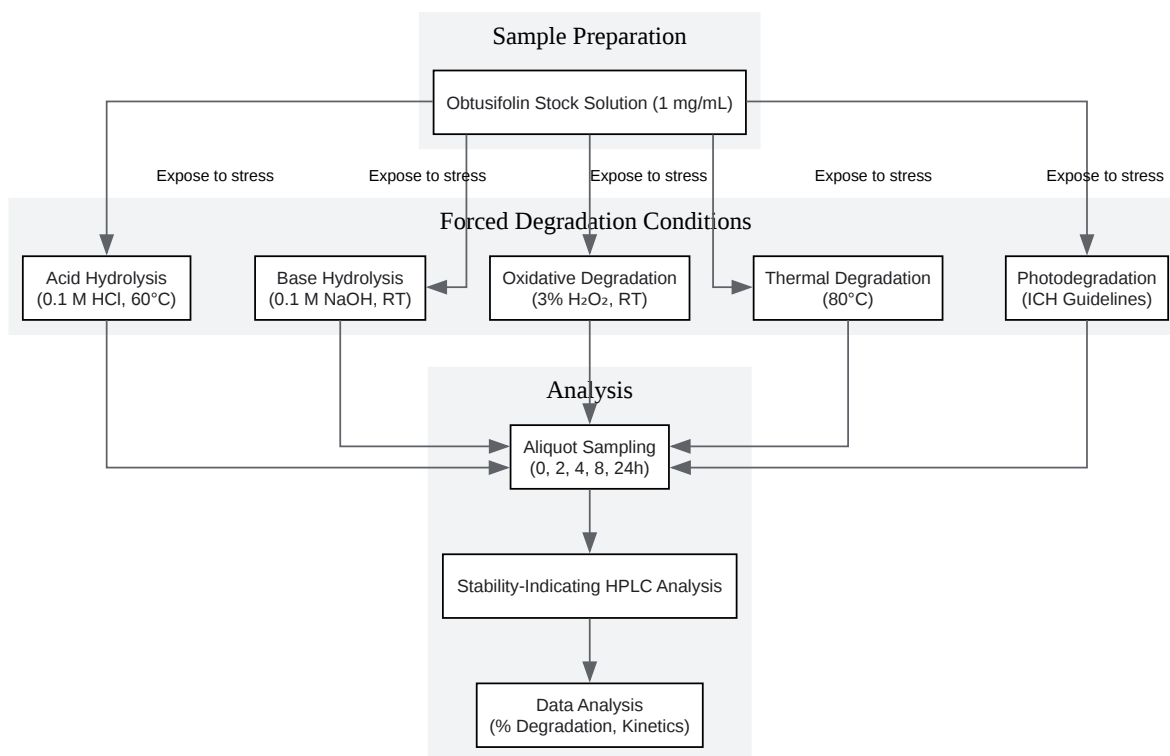 Sample Preparation
Obtusifolin Stock Solution (1 mg/mL)
Expose to stress
Expose to stress
Expose to stress
Expose to stress
Expose to stress
Forced Degradation Conditions
Acid Hydrolysis
(0.1 M HCl, 60°C)
Base Hydrolysis
(0.1 M NaOH, RT)
Oxidative Degradation
(3% H₂O₂, RT)
Thermal Degradation
(80°C)
Photodegradation
(ICH Guidelines)
Analysis
Aliquot Sampling
(0, 2, 4, 8, 24h)
Stability-Indicating HPLC Analysis
Data Analysis
(% Degradation, Kinetics)